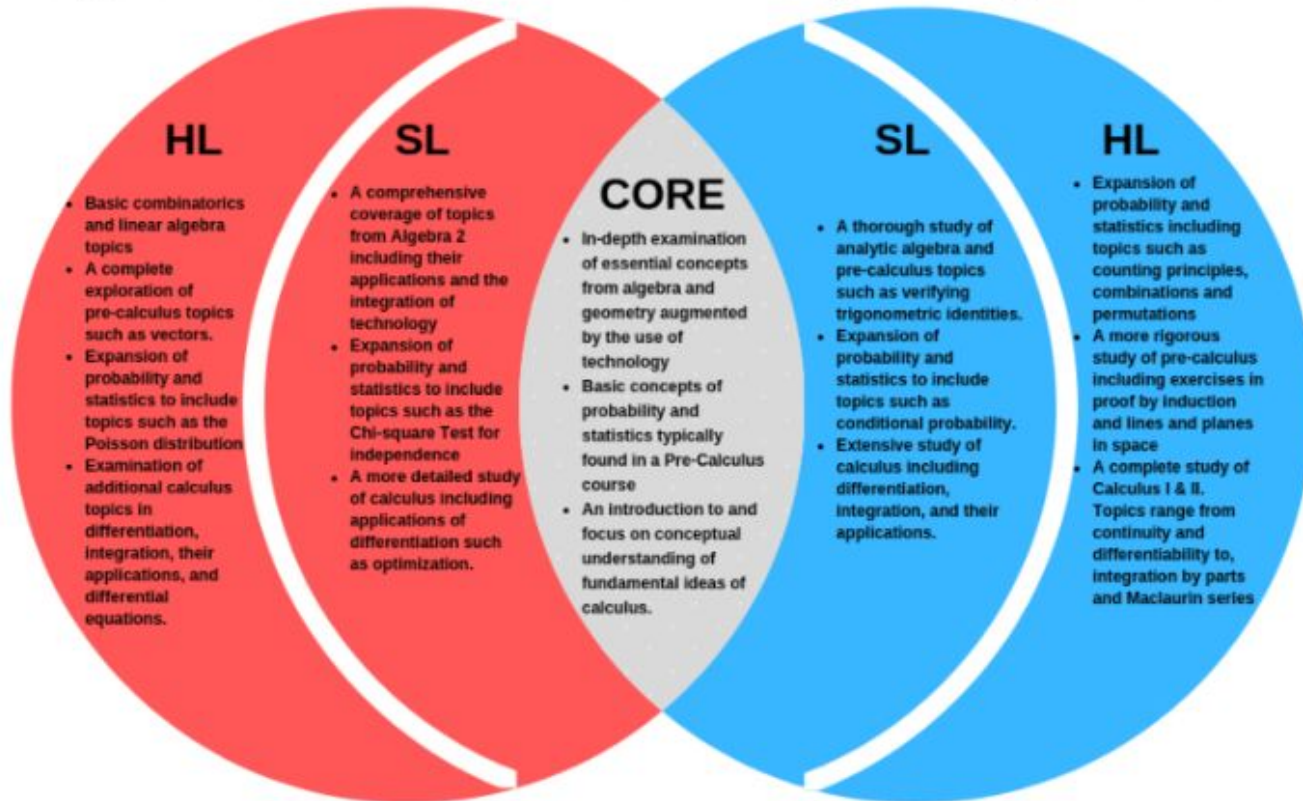 HL
• Basic combinatorics
and linear algebra
topics
• A complete
exploration of
pre-calculus topics
such as vectors.
• Expansion of
probability and
statistics to include
topics such as the
Poisson distribution
• Examination of
additional calculus
topics in
differentiation,
integration, their
applications, and
differential
equations.
SL
• A comprehensive
coverage of topics
from Algebra 2
including their
applications and the
integration of
technology
• Expansion of
probability and
statistics to include
topics such as the
Chi-square Test for
independence
• A more detailed study
of calculus including
applications of
differentiation such
as optimization.
CORE
• In-depth examination
of essential concepts
from algebra and
geometry augmented
by the use of
technology
• Basic concepts of
probability and
statistics typically
found in a Pre-Calculus
course
• An introduction to and
focus on conceptual
understanding of
fundamental ideas of
calculus.
SL
• A thorough study of
analytic algebra and
pre-calculus topics
such as verifying
trigonometric identities.
• Expansion of
probability and
statistics to include
topics such as
conditional probability.
• Extensive study of
calculus including
differentiation,
integration, and their
applications.
HL
• Expansion of
probability and
statistics including
topics such as
counting principles,
combinations and
permutations
• A more rigorous
study of pre-calculus
including exercises in
proof by induction
and lines and planes
in space
• A complete study of
Calculus I & II.
Topics range from
continuity and
differentiability to,
integration by parts
and Maclaurin series